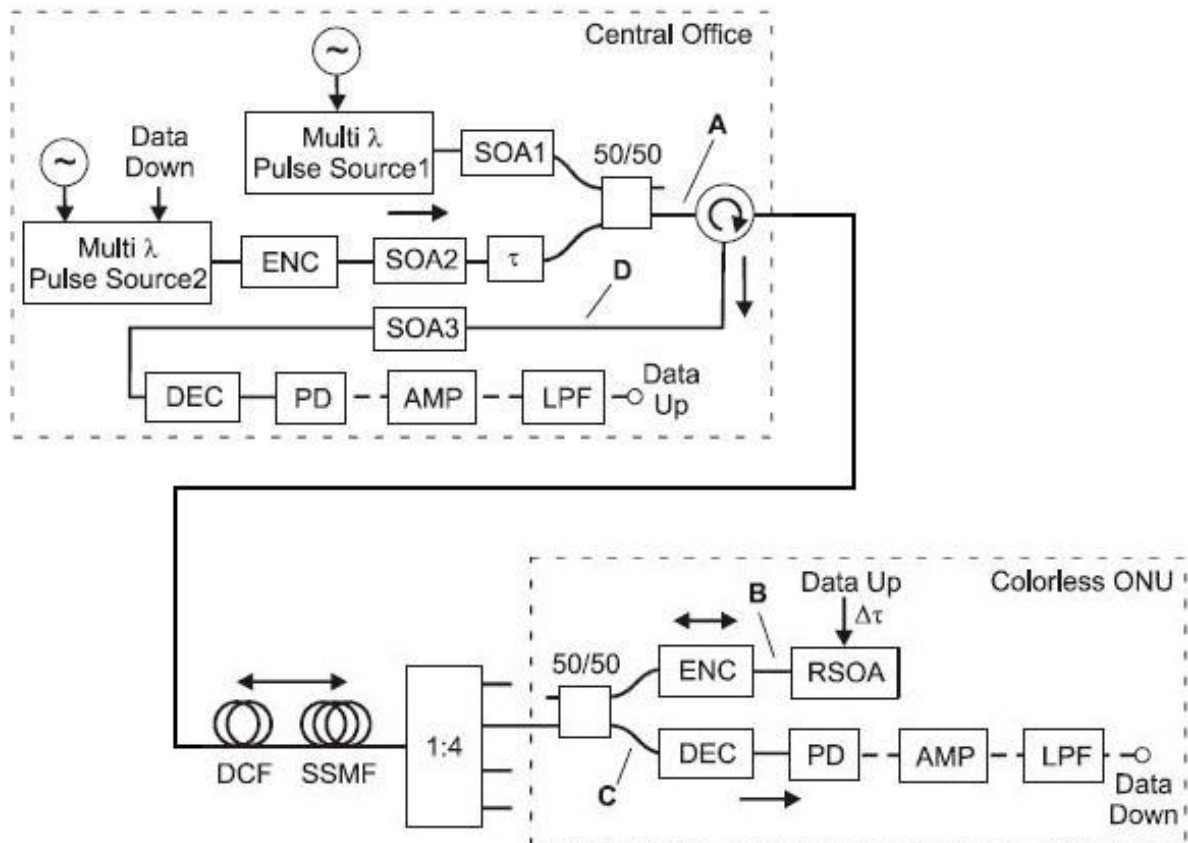 Central Office
~
Multi λ
Pulse Source1
SOA1
50/50
A
~
Data
Down
Multi λ
Pulse Source2
ENC
SOA2
τ
D
SOA3
DEC
PD
AMP
LPF
Data
Up
Colorless ONU
Data Up
Δτ
B
50/50
ENC
RSOA
1:4
DCF
SSMF
C
DEC
PD
AMP
LPF
Data
Down